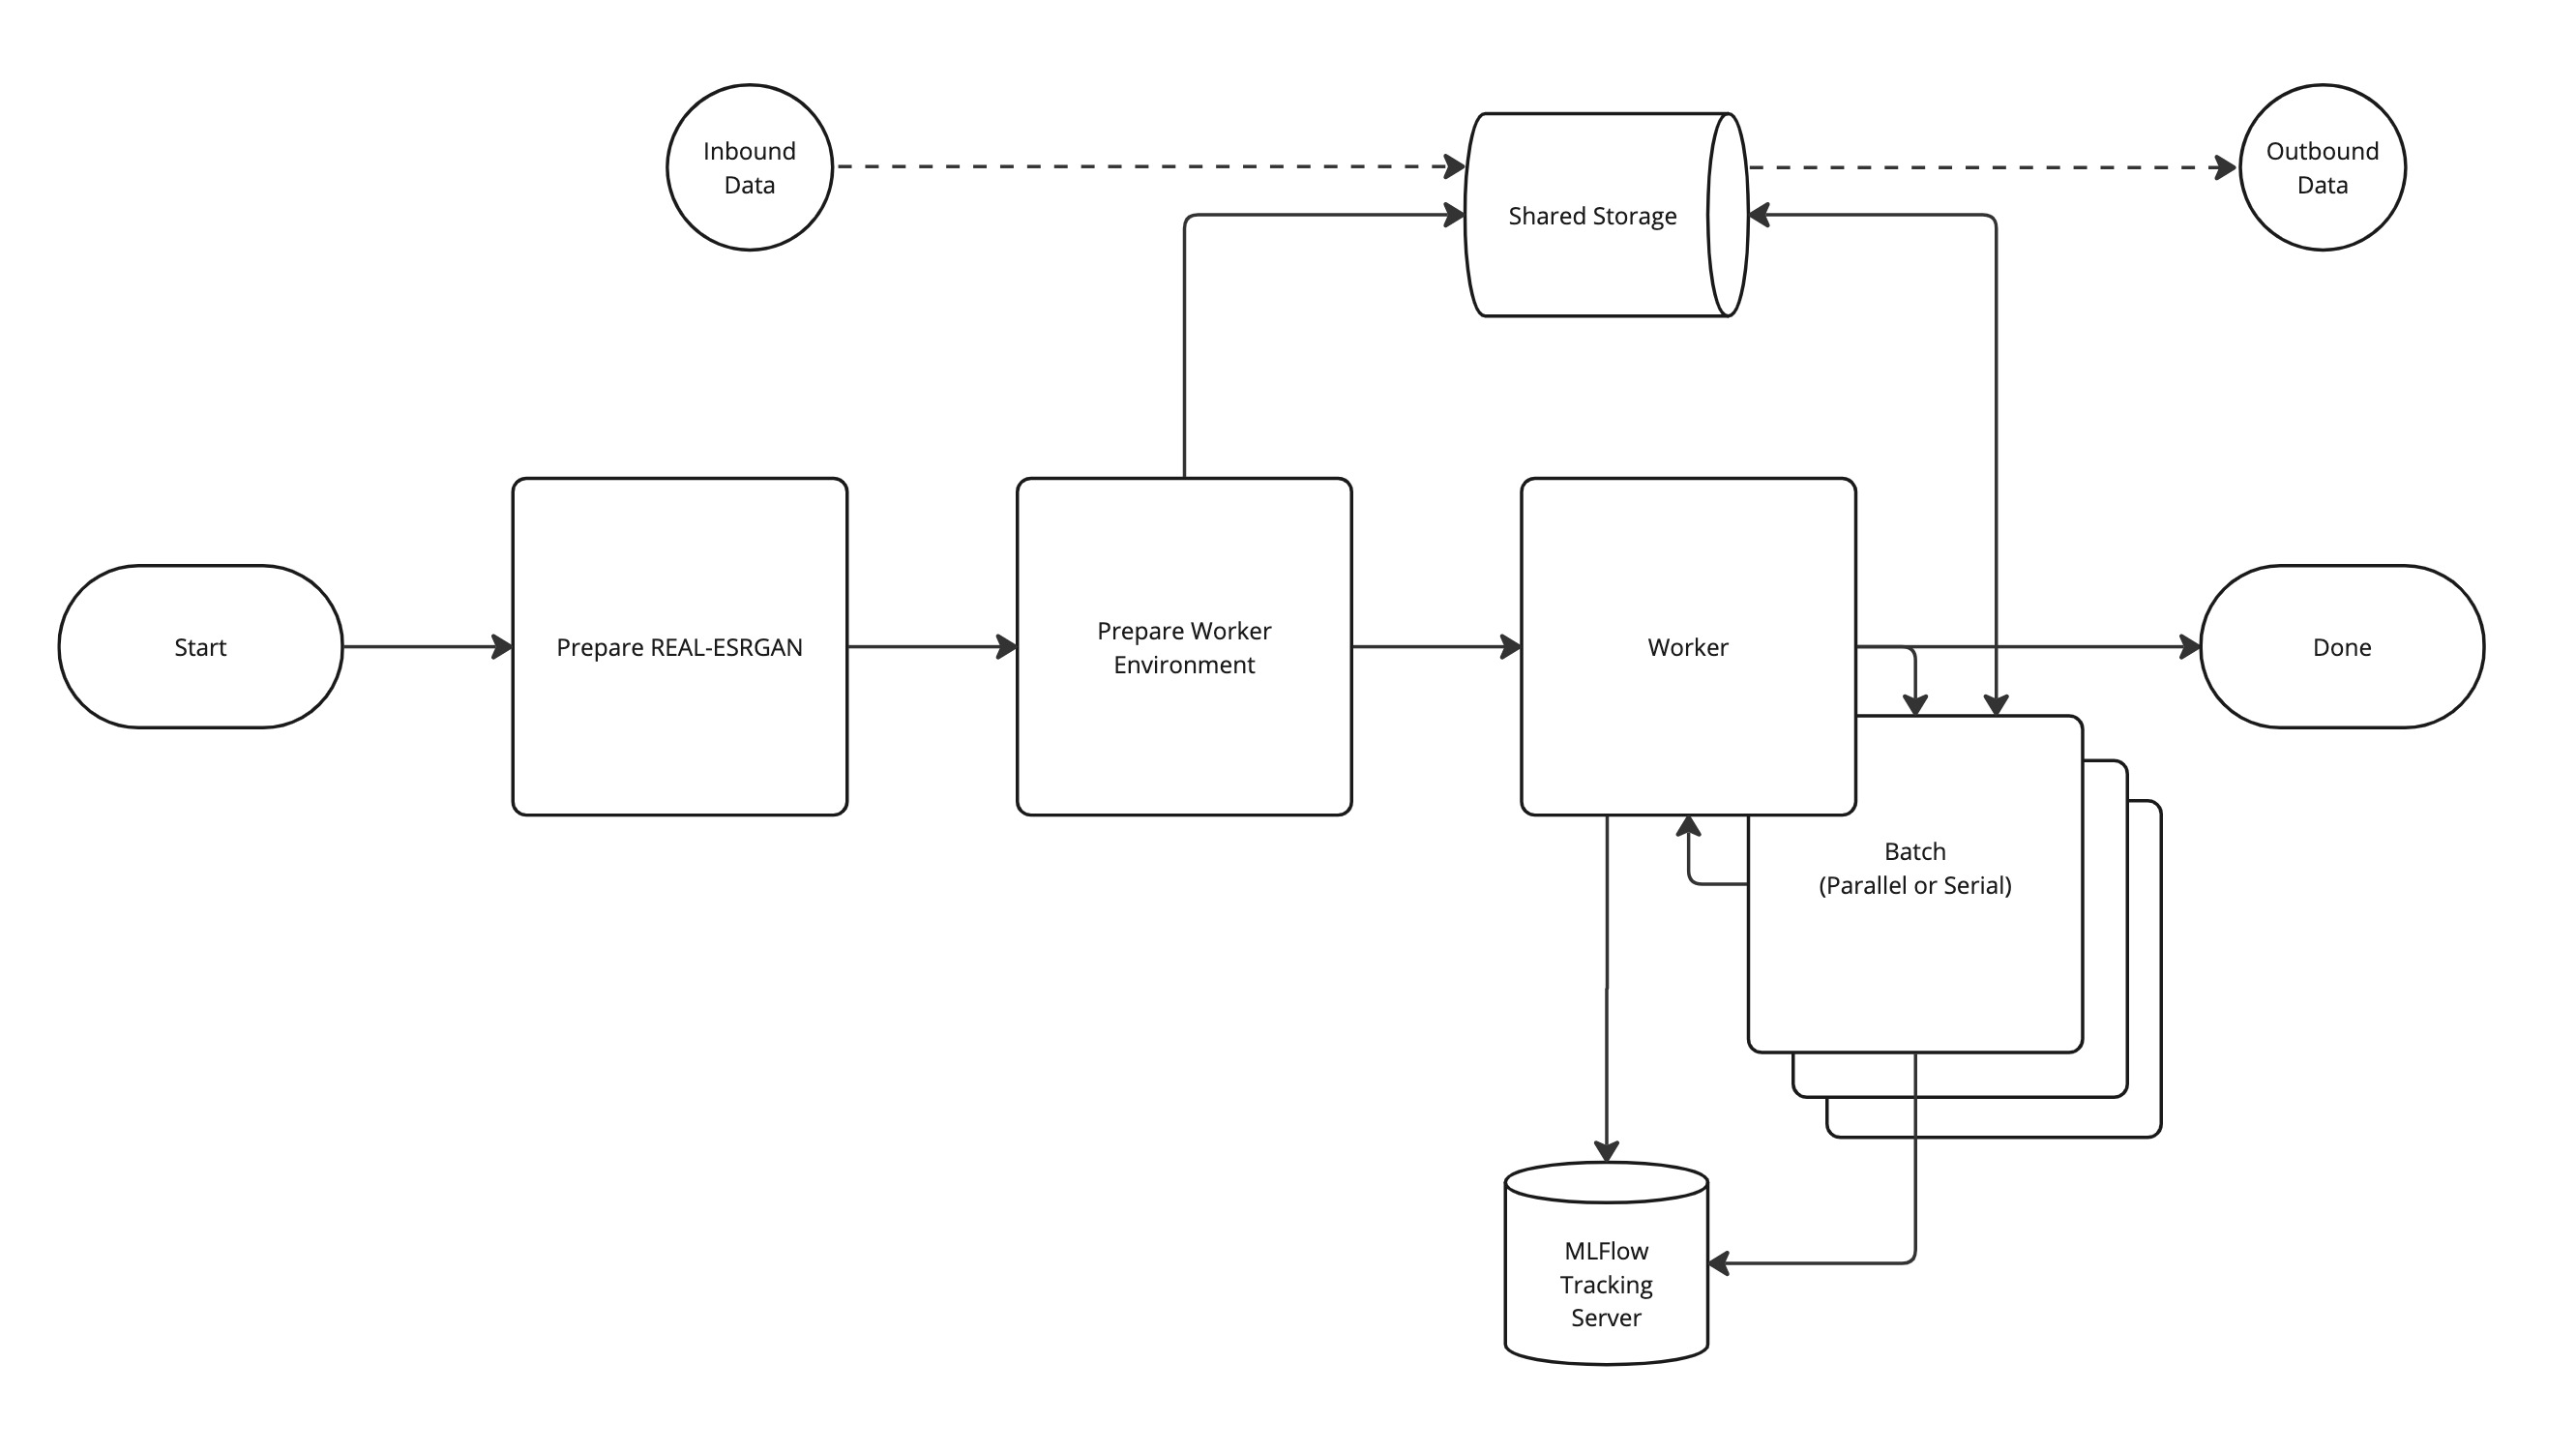 Inbound
Data
Shared Storage
Outbound
Data
Start
Prepare REAL-ESRGAN
Prepare Worker
Environment
Worker
Done
Batch
(Parallel or Serial)
MLFlow
Tracking
Server